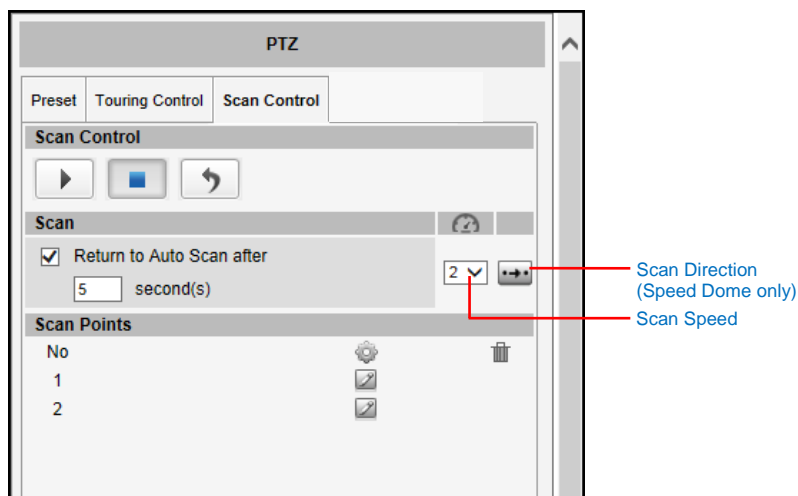 PTZ
Preset Touring Control Scan Control
Scan Control
Scan
Return to Auto Scan after
5 second(s)
2
Scan Direction
(Speed Dome only)
Scan Speed
Scan Points
No
1
2